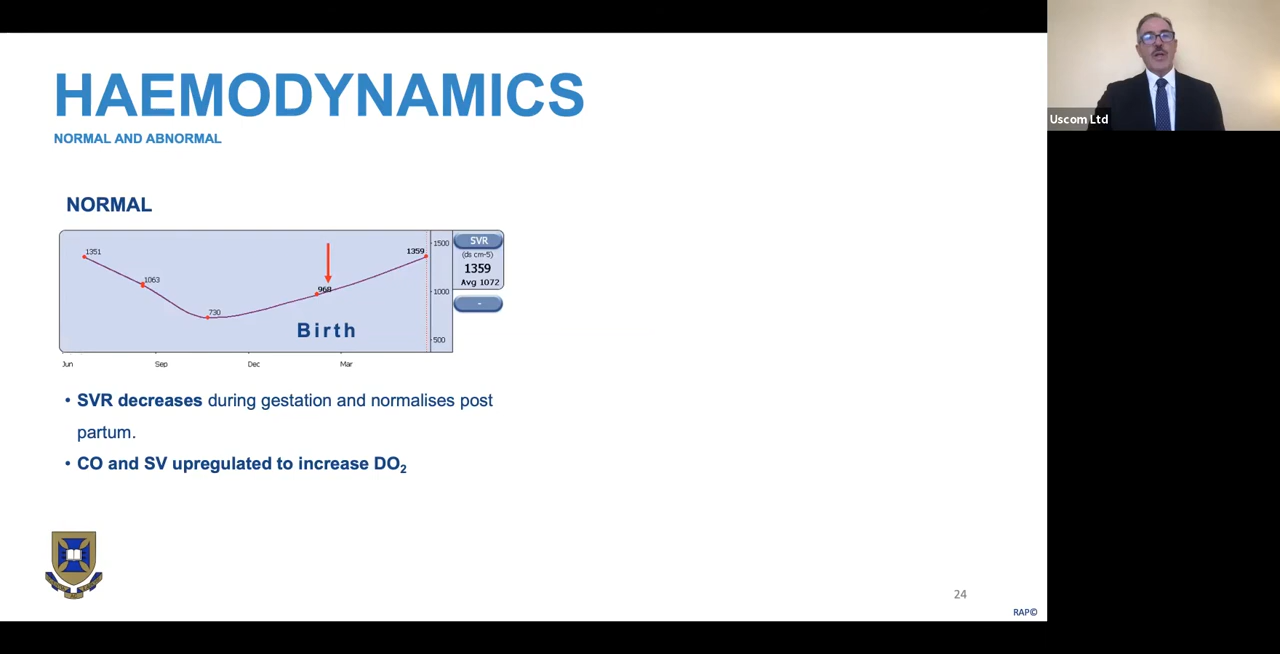 HAEMODYNAMICS
NORMAL AND ABNORMAL
NORMAL
1351
1063
730
968
1359
Birth
1500
1000
500
SVR
(ds cm-5)
1359
Avg 1072
-
Jun
Sep
Dec
Mar
• SVR decreases during gestation and normalises post
partum.
• CO and SV upregulated to increase DO₂
24
RAP©
Uscom Ltd